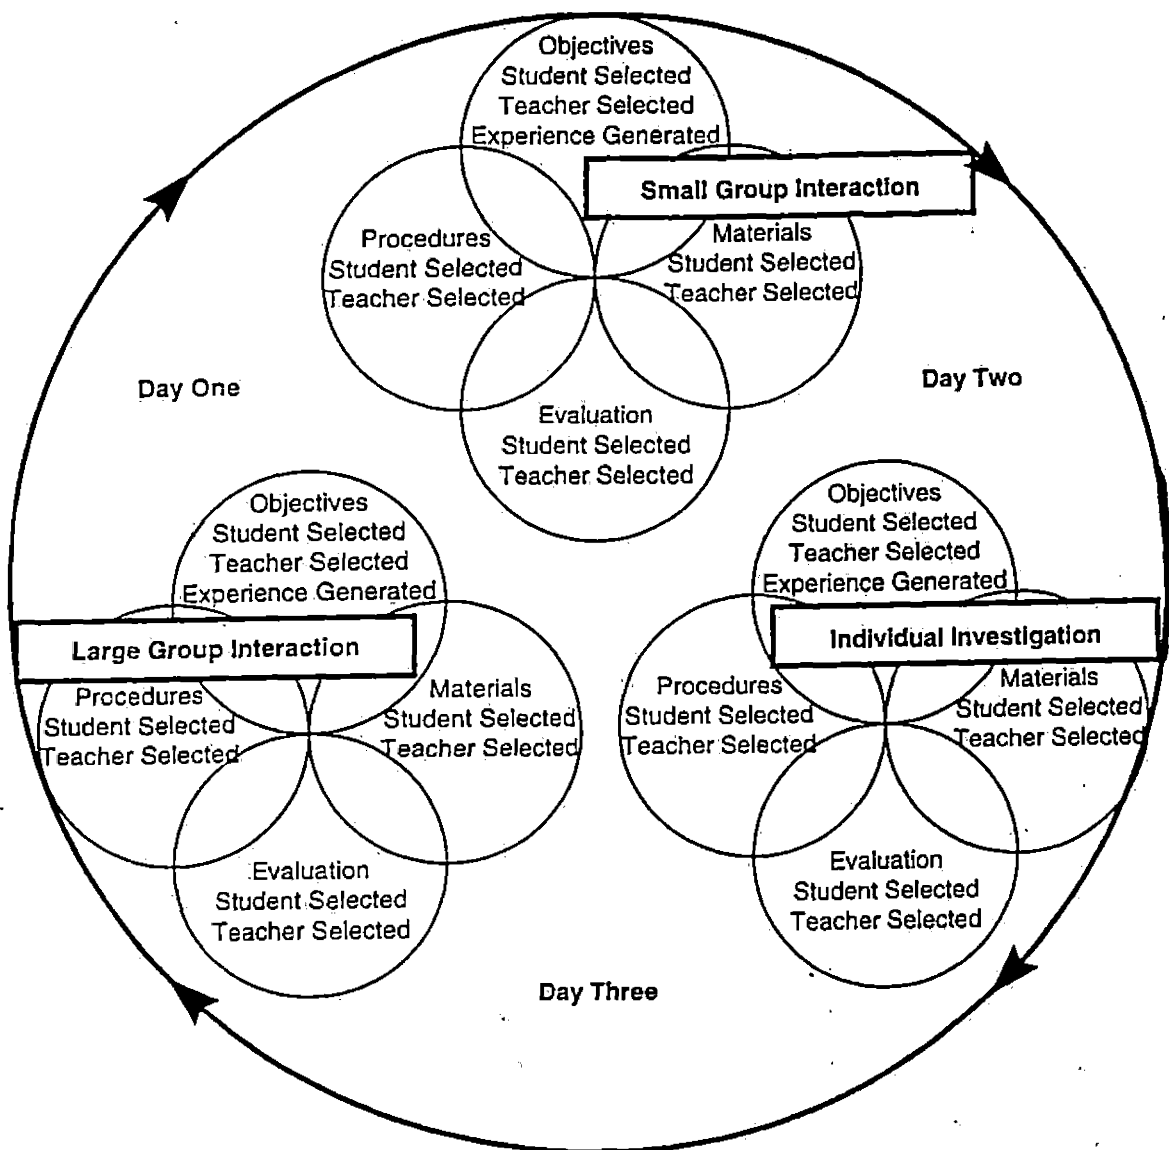 Objectives
Student Selected
Teacher Selected
Experience Generated
Small Group Interaction
Procedures
Student Selected
Teacher Selected
Materials
Student Selected
Teacher Selected
Evaluation
Student Selected
Teacher Selected
Day One
Day Two
Objectives
Student Selected
Teacher Selected
Experience Generated
Large Group Interaction
Procedures
Student Selected
Teacher Selected
Materials
Student Selected
Teacher Selected
Evaluation
Student Selected
Teacher Selected
Objectives
Student Selected
Teacher Selected
Experience Generated
Individual Investigation
Procedures
Student Selected
Teacher Selected
Materials
Student Selected
Teacher Selected
Evaluation
Student Selected
Teacher Selected
Day Three